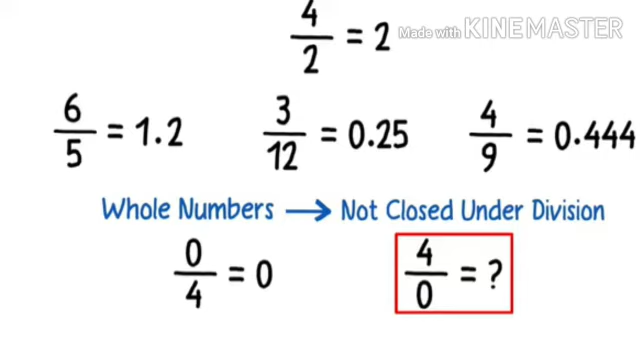 Made with KINEMASTER
4/2 = 2
6/5 = 1.2 3/12 = 0.25 4/9 = 0.444
Whole Numbers → Not Closed Under Division
0/4 = 0 4/0 = ?